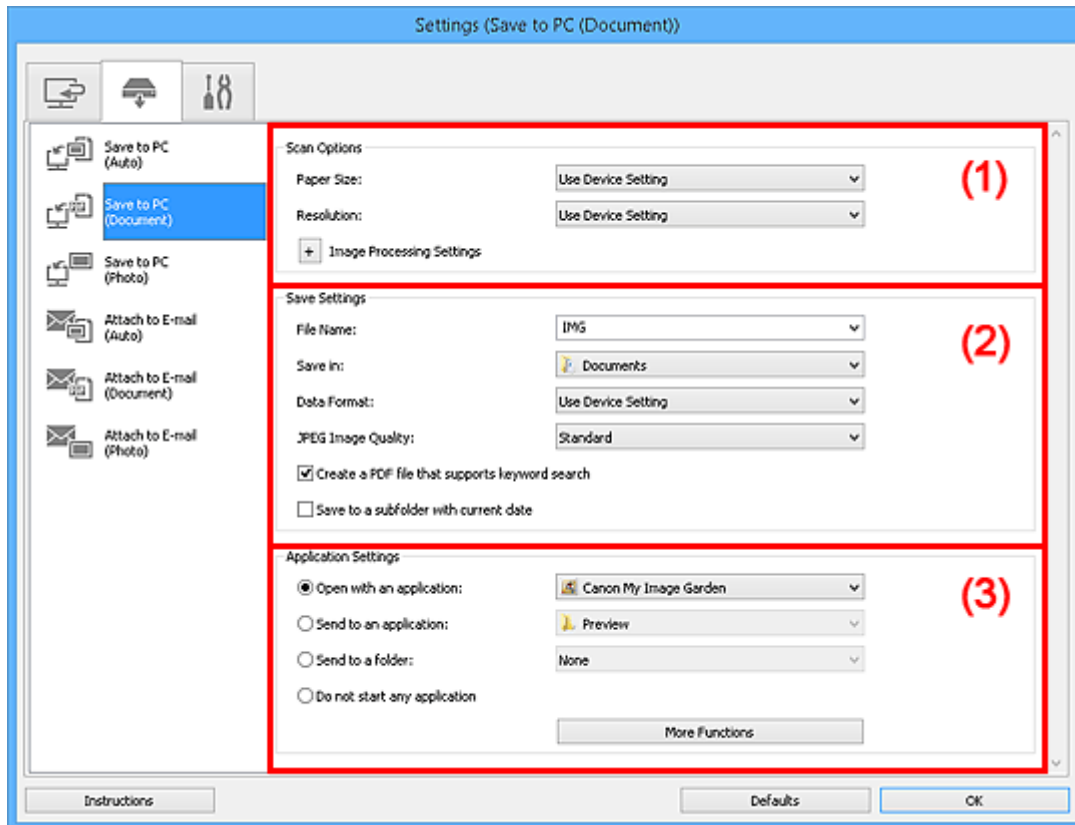 Settings (Save to PC (Document))
Save to PC
(Auto)
Save to PC
(Document)
Save to PC
(Photo)
Attach to E-mail
(Auto)
Attach to E-mail
(Document)
Attach to E-mail
(Photo)
Scan Options
(1)
Paper Size: Use Device Setting
Resolution: Use Device Setting
+ Image Processing Settings
Save Settings
(2)
File Name: IMG
Save in: Documents
Data Format: Use Device Setting
JPEG Image Quality: Standard
Create a PDF file that supports keyword search
Save to a subfolder with current date
Application Settings
(3)
Open with an application: Canon My Image Garden
Send to an application: Preview
Send to a folder: None
Do not start any application
More Functions
Instructions Defaults OK